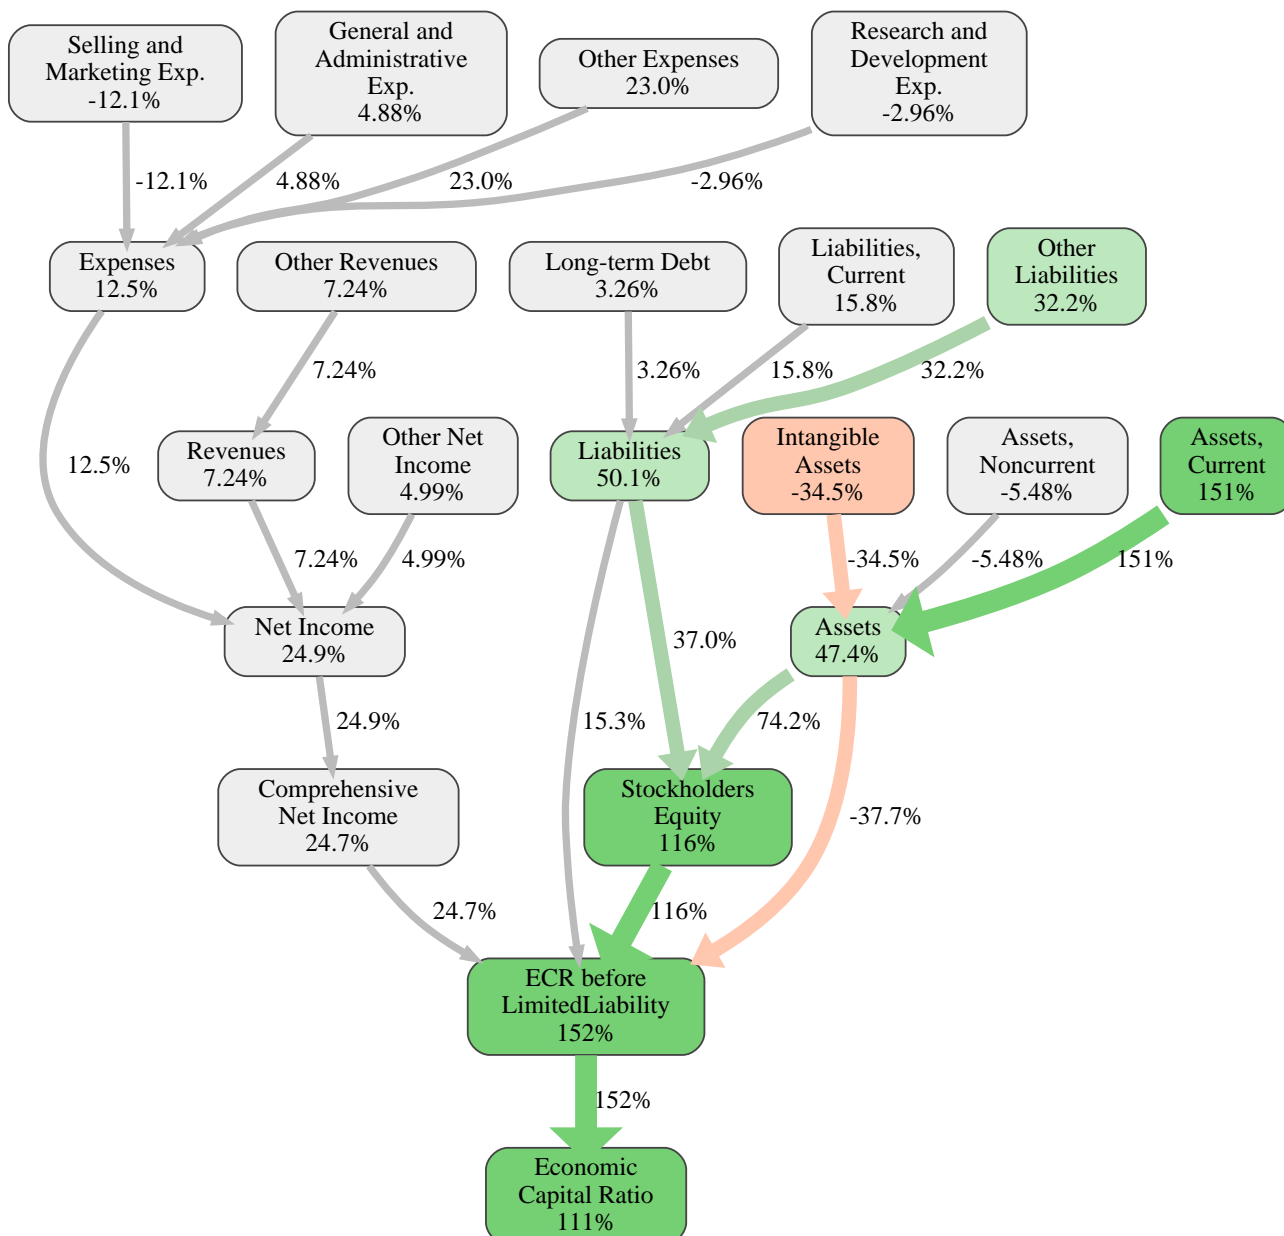 Selling and
Marketing Exp.
-12.1%
General and
Administrative
Exp.
4.88%
Other Expenses
23.0%
Research and
Development
Exp.
-2.96%
-12.1%
4.88%
23.0%
-2.96%
Expenses
12.5%
Other Revenues
7.24%
Long-term Debt
3.26%
Liabilities,
Current
15.8%
Other
Liabilities
32.2%
7.24%
3.26%
15.8%
32.2%
12.5%
Revenues
7.24%
Other Net
Income
4.99%
Liabilities
50.1%
Intangible
Assets
-34.5%
Assets,
Noncurrent
-5.48%
Assets,
Current
151%
7.24%
4.99%
-34.5%
-5.48%
151%
Net Income
24.9%
37.0%
Assets
47.4%
24.9%
15.3%
74.2%
Comprehensive
Net Income
24.7%
Stockholders
Equity
116%
-37.7%
24.7%
116%
ECR before
LimitedLiability
152%
152%
Economic
Capital Ratio
111%